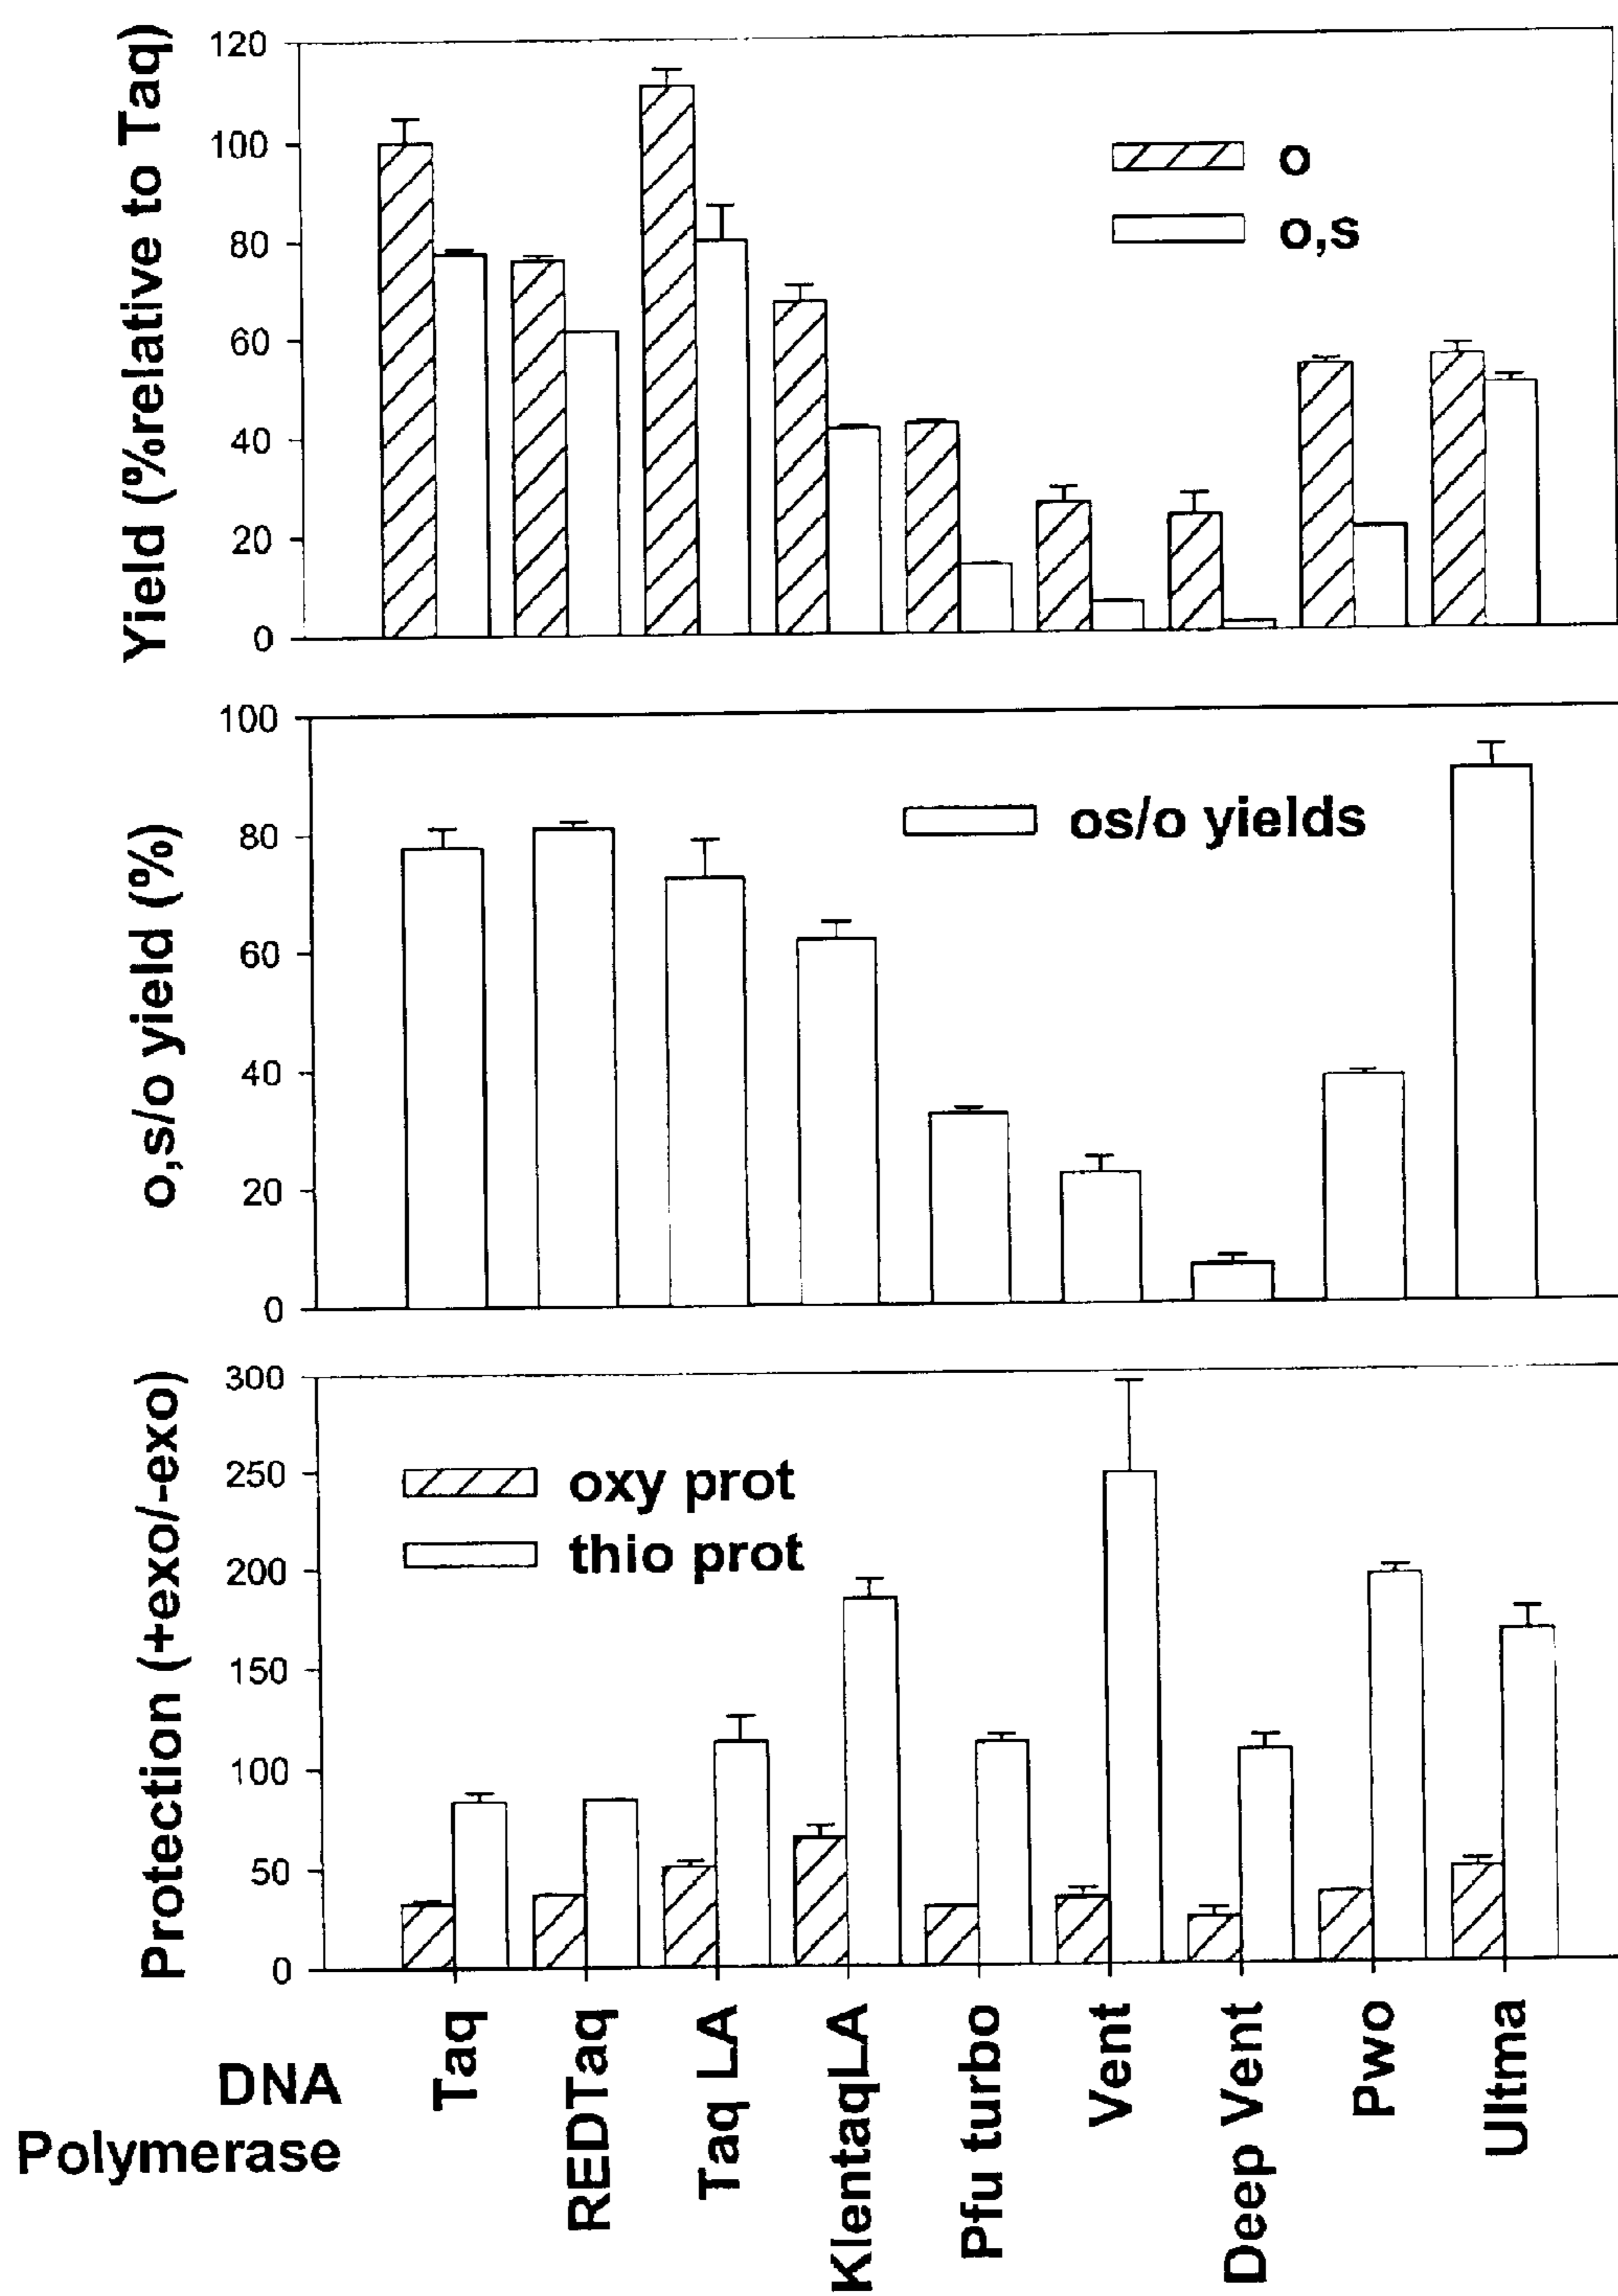 Yield (%relative to Taq)
120
100
80
60
40
20
0
o
o,s
o,s/o yield (%)
100
80
60
40
20
0
os/o yields
Protection (+exo/-exo)
300
250
200
150
100
50
0
oxy prot
thio prot
DNA
Polymerase
Taq
REDTaq
Taq LA
KlentaqLA
Pfu turbo
Vent
Deep Vent
Pwo
Ultma